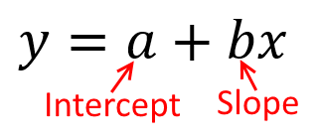 y = a + bx
Intercept Slope